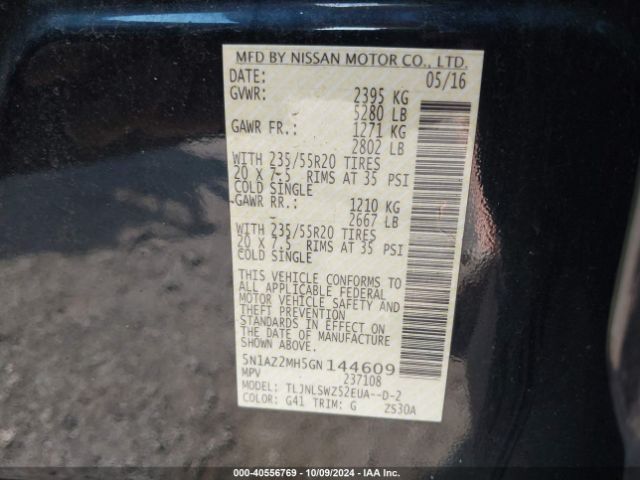 MFD BY NISSAN MOTOR CO., LTD.
DATE: 05/16
GVWR: 2395 KG
5280 LB
GAWR FR.: 1271 KG
2802 LB
WITH 235/55R20 TIRES
20 X 7.5 RIMS AT 35 PSI
COLD SINGLE
GAWR RR.: 1210 KG
2667 LB
WITH 235/55R20 TIRES
20 X 7.5 RIMS AT 35 PSI
COLD SINGLE
THIS VEHICLE CONFORMS TO
ALL APPLICABLE FEDERAL
MOTOR VEHICLE SAFETY AND
THEFT PREVENTION
STANDARDS IN EFFECT ON
THE DATE OF MANUFACTURE
SHOWN ABOVE.
5N1AZ2MH5GN 144609
MPV 237108
MODEL: TLJNLSWZ52EUA--D-2
COLOR: G41 TRIM: G ZS30A
000-40556769 - 10/09/2024 - IAA Inc.